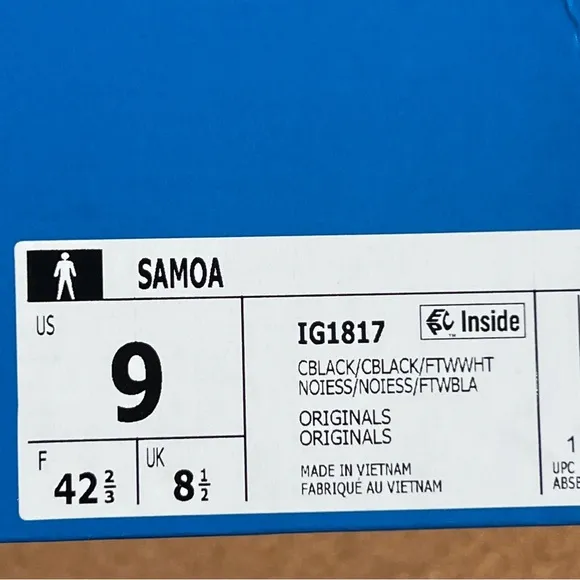 SAMOA
US
9
F
42 2/3
UK
8 1/2
IG1817
Inside
CBLACK/CBLACK/FTWWHT
NOIESS/NOIESS/FTWBLA
ORIGINALS
ORIGINALS
MADE IN VIETNAM
FABRIQUÉ AU VIETNAM
1
UPC